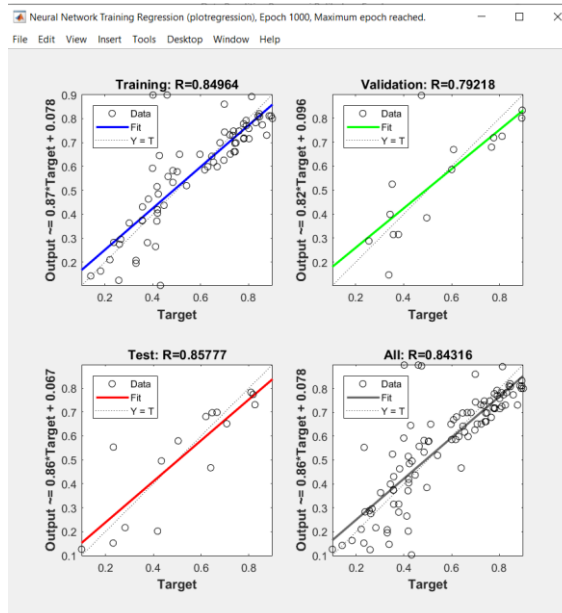 Neural Network Training Regression (plotregression), Epoch 1000, Maximum epoch reached.
File Edit View Insert Tools Desktop Window Help
Training: R=0.84964
Output ~= 0.87*Target + 0.078
0.9
0.8
0.7
0.6
0.5
0.4
0.3
0.2
Data
Fit
Y = T
0.2 0.4 0.6 0.8
Target
Validation: R=0.79218
Output ~= 0.82*Target + 0.096
0.8
0.7
0.6
0.5
0.4
0.3
0.2
Data
Fit
Y = T
0.2 0.4 0.6 0.8
Target
Test: R=0.85777
Output ~= 0.86*Target + 0.067
0.8
0.7
0.6
0.5
0.4
0.3
0.2
0.1
Data
Fit
Y = T
0.2 0.4 0.6 0.8
Target
All: R=0.84316
Output ~= 0.86*Target + 0.078
0.8
0.7
0.6
0.5
0.4
0.3
0.2
0.1
Data
Fit
Y = T
0.2 0.4 0.6 0.8
Target